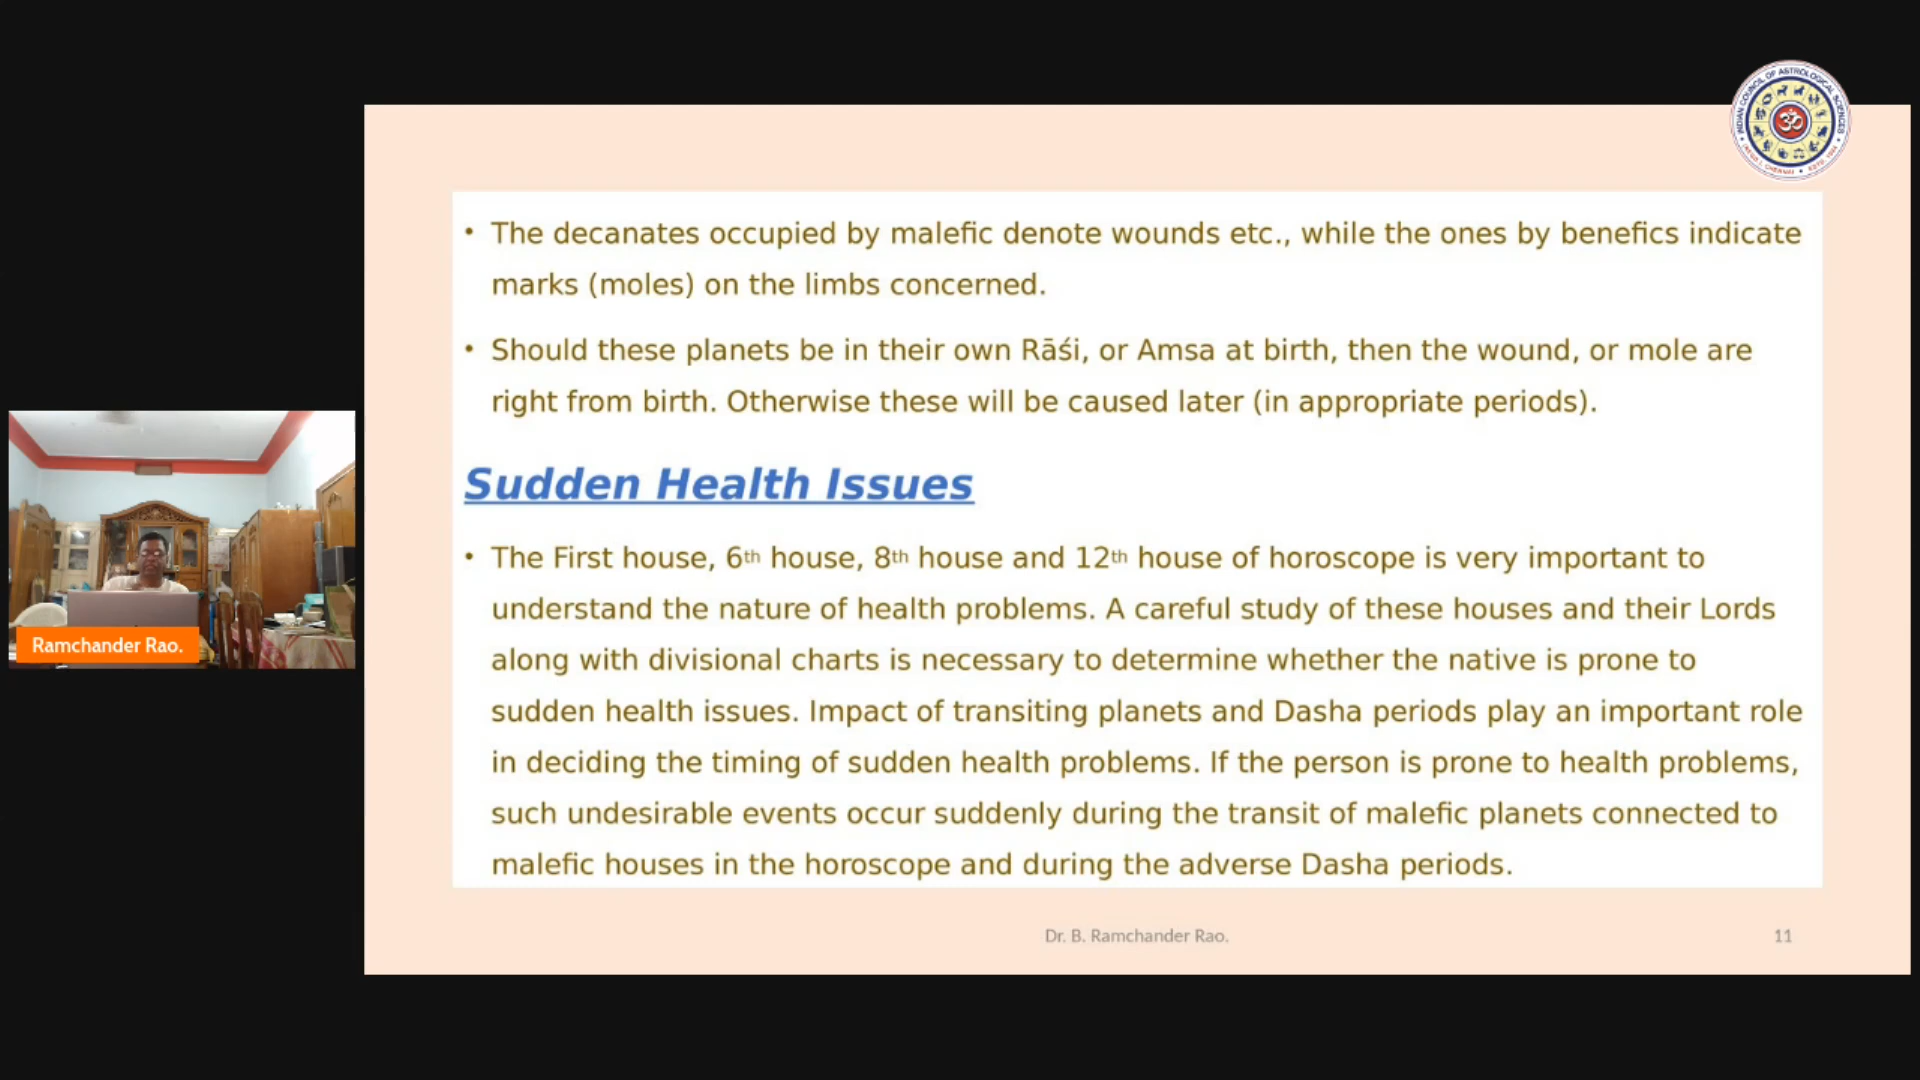 INDIAN COUNCIL OF ASTROLOGICAL SCIENCES
ॐ
• The decanates occupied by malefic denote wounds etc., while the ones by benefics indicate
marks (moles) on the limbs concerned.
• Should these planets be in their own Rāśi, or Amsa at birth, then the wound, or mole are
right from birth. Otherwise these will be caused later (in appropriate periods).
Sudden Health Issues
• The First house, 6th house, 8th house and 12th house of horoscope is very important to
understand the nature of health problems. A careful study of these houses and their Lords
along with divisional charts is necessary to determine whether the native is prone to
sudden health issues. Impact of transiting planets and Dasha periods play an important role
in deciding the timing of sudden health problems. If the person is prone to health problems,
such undesirable events occur suddenly during the transit of malefic planets connected to
malefic houses in the horoscope and during the adverse Dasha periods.
Ramchander Rao.
Dr. B. Ramchander Rao.
11